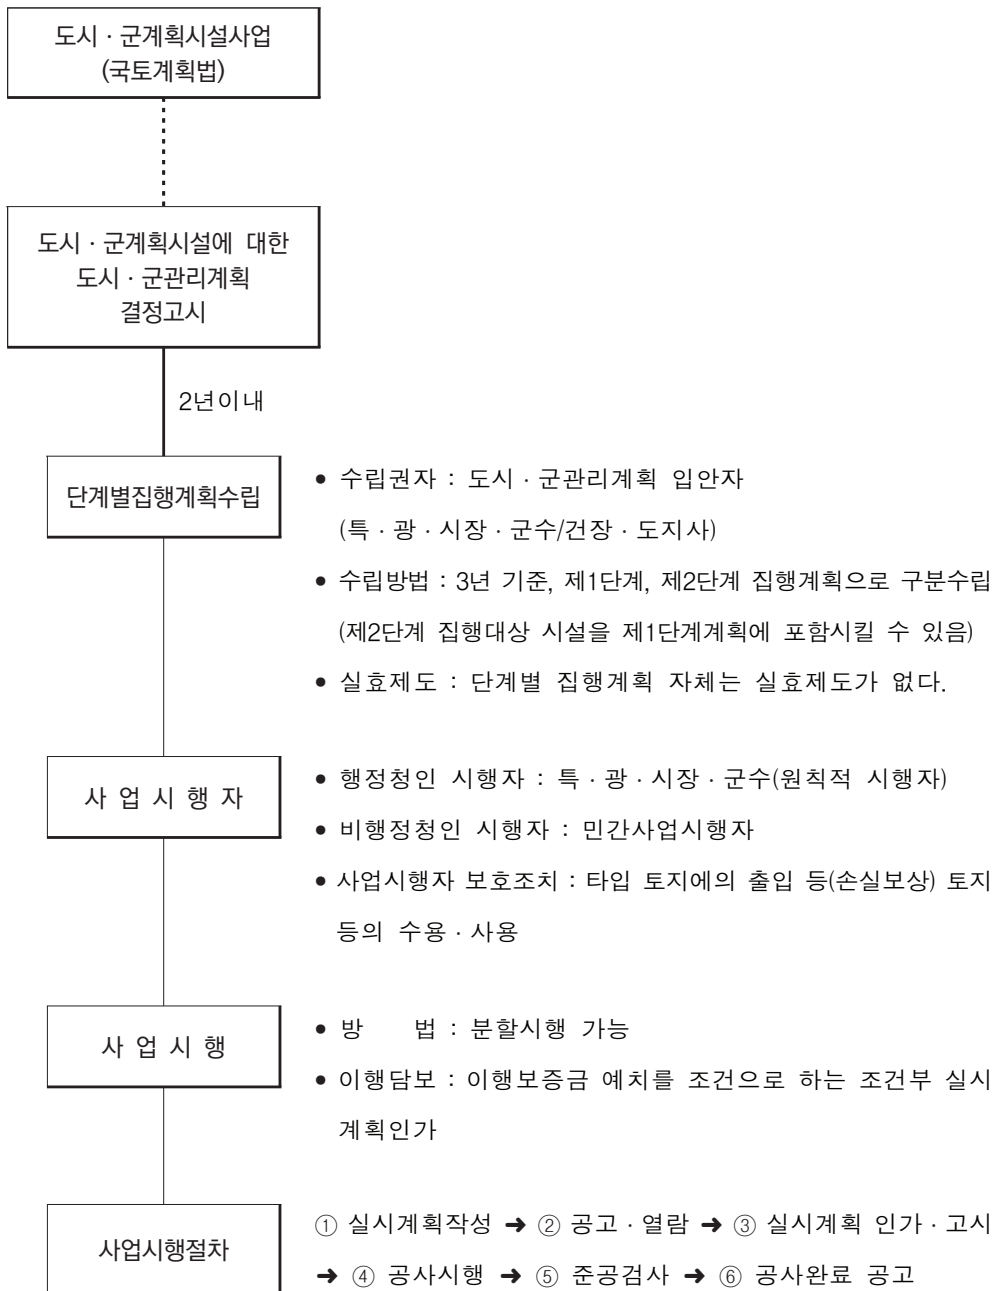 도시 · 군계획시설사업
(국토계획법)
도시 · 군계획시설에 대한
도시 · 군관리계획
결정고시
2년이내
단계별집행계획수립
● 수립권자 : 도시 · 군관리계획 입안자
(특 · 광 · 시장 · 군수/건장 · 도지사)
● 수립방법 : 3년 기준, 제1단계, 제2단계 집행계획으로 구분수립
(제2단계 집행대상 시설을 제1단계계획에 포함시킬 수 있음)
● 실효제도 : 단계별 집행계획 자체는 실효제도가 없다.
사 업 시 행 자
● 행정청인 시행자 : 특 · 광 · 시장 · 군수(원칙적 시행자)
● 비행정청인 시행자 : 민간사업시행자
● 사업시행자 보호조치 : 타입 토지에의 출입 등(손실보상) 토지
등의 수용 · 사용
사 업 시 행
● 방 법 : 분할시행 가능
● 이행담보 : 이행보증금 예치를 조건으로 하는 조건부 실시
계획인가
사업시행절차
① 실시계획작성 ➜ ② 공고 · 열람 ➜ ③ 실시계획 인가 · 고시
➜ ④ 공사시행 ➜ ⑤ 준공검사 ➜ ⑥ 공사완료 공고